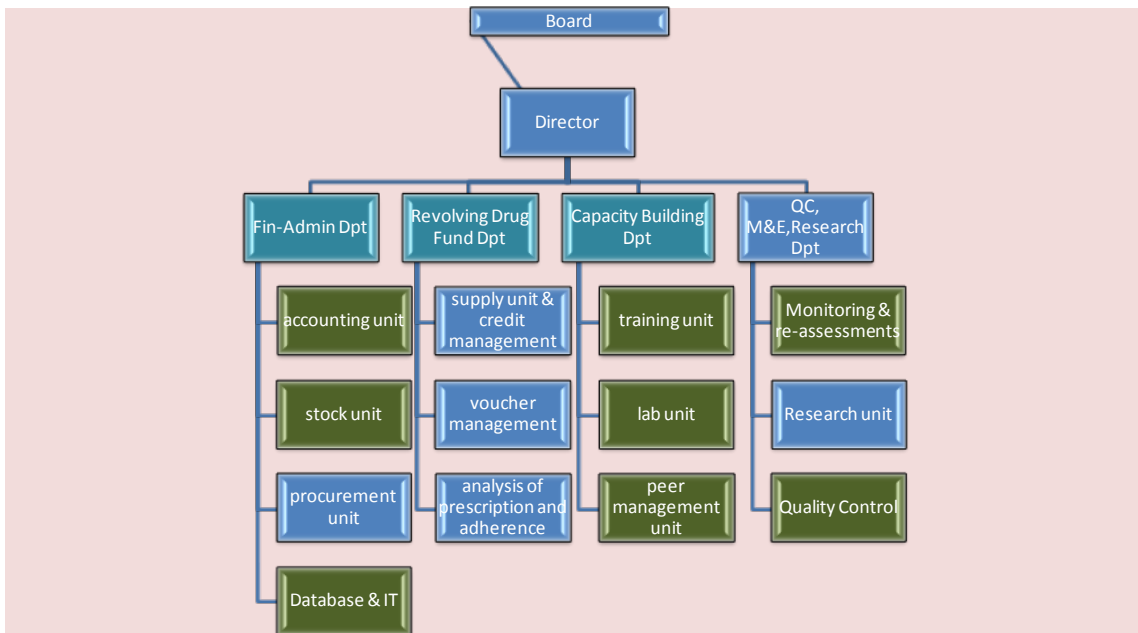 Board
Director
Fin-Admin Dpt
Revolving Drug
Fund Dpt
Capacity Building
Dpt
QC,
M&E,Research
Dpt
accounting unit
supply unit &
credit
management
training unit
Monitoring &
re-assessments
stock unit
voucher
management
lab unit
Research unit
procurement
unit
analysis of
prescription and
adherence
peer
management
unit
Quality Control
Database & IT